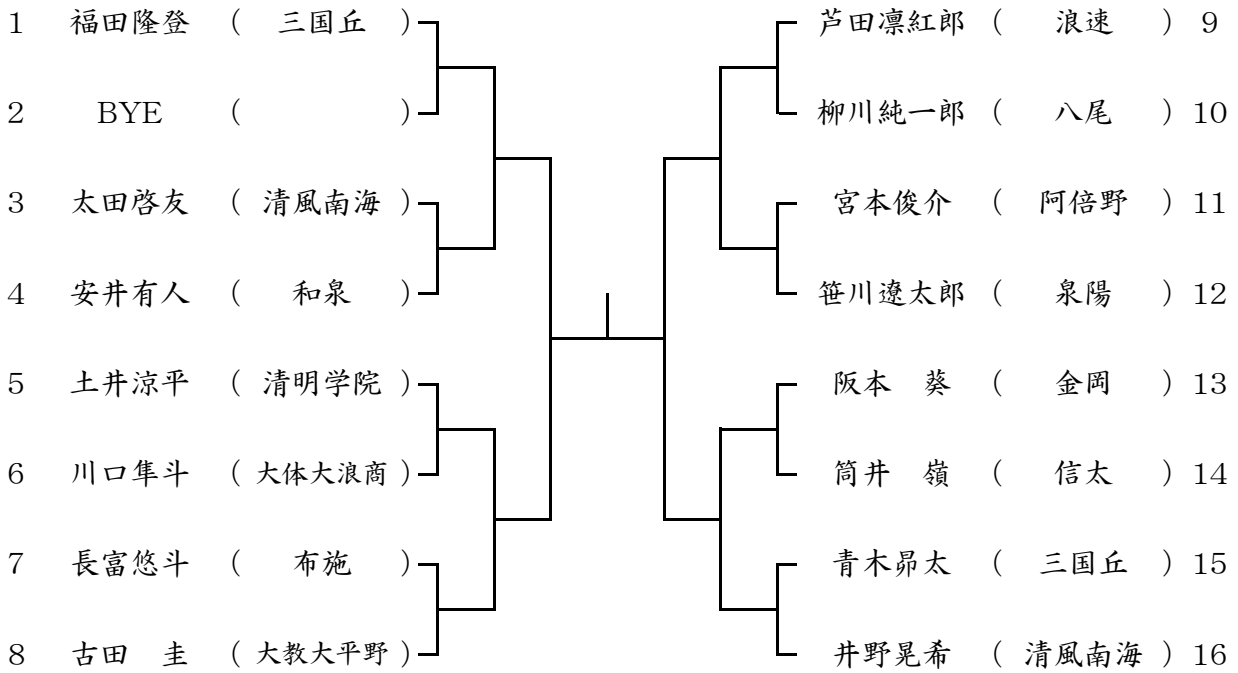 1 福田隆登 ( 三国丘 )
2 BYE ( )
3 太田啓友 ( 清風南海 )
4 安井有人 ( 和泉 )
5 土井涼平 ( 清明学院 )
6 川口隼斗 ( 大体大浪商 )
7 長富悠斗 ( 布施 )
8 古田 圭 ( 大教大平野 )
芦田凛紅郎 ( 浪速 ) 9
柳川純一郎 ( 八尾 ) 10
宮本俊介 ( 阿倍野 ) 11
笹川遼太郎 ( 泉陽 ) 12
阪本 葵 ( 金岡 ) 13
筒井 嶺 ( 信太 ) 14
青木昴太 ( 三国丘 ) 15
井野晃希 ( 清風南海 ) 16